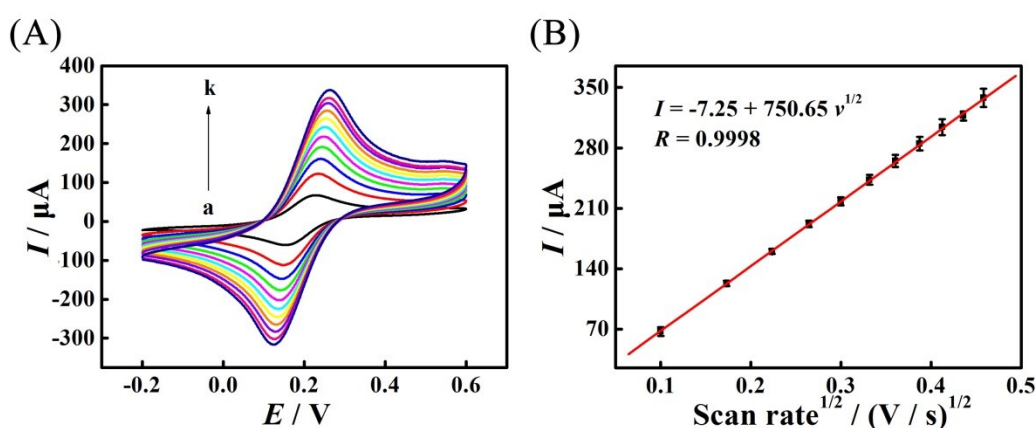 (A)
400
300
200
100
0
-100
-200
-300
I / μA
k
a
-0.2
0.0
0.2
0.4
0.6
E / V
(B)
350
280
210
140
70
I / μA
I = -7.25 + 750.65 v^1/2
R = 0.9998
0.1
0.2
0.3
0.4
0.5
Scan rate^1/2 / (V / s)^1/2